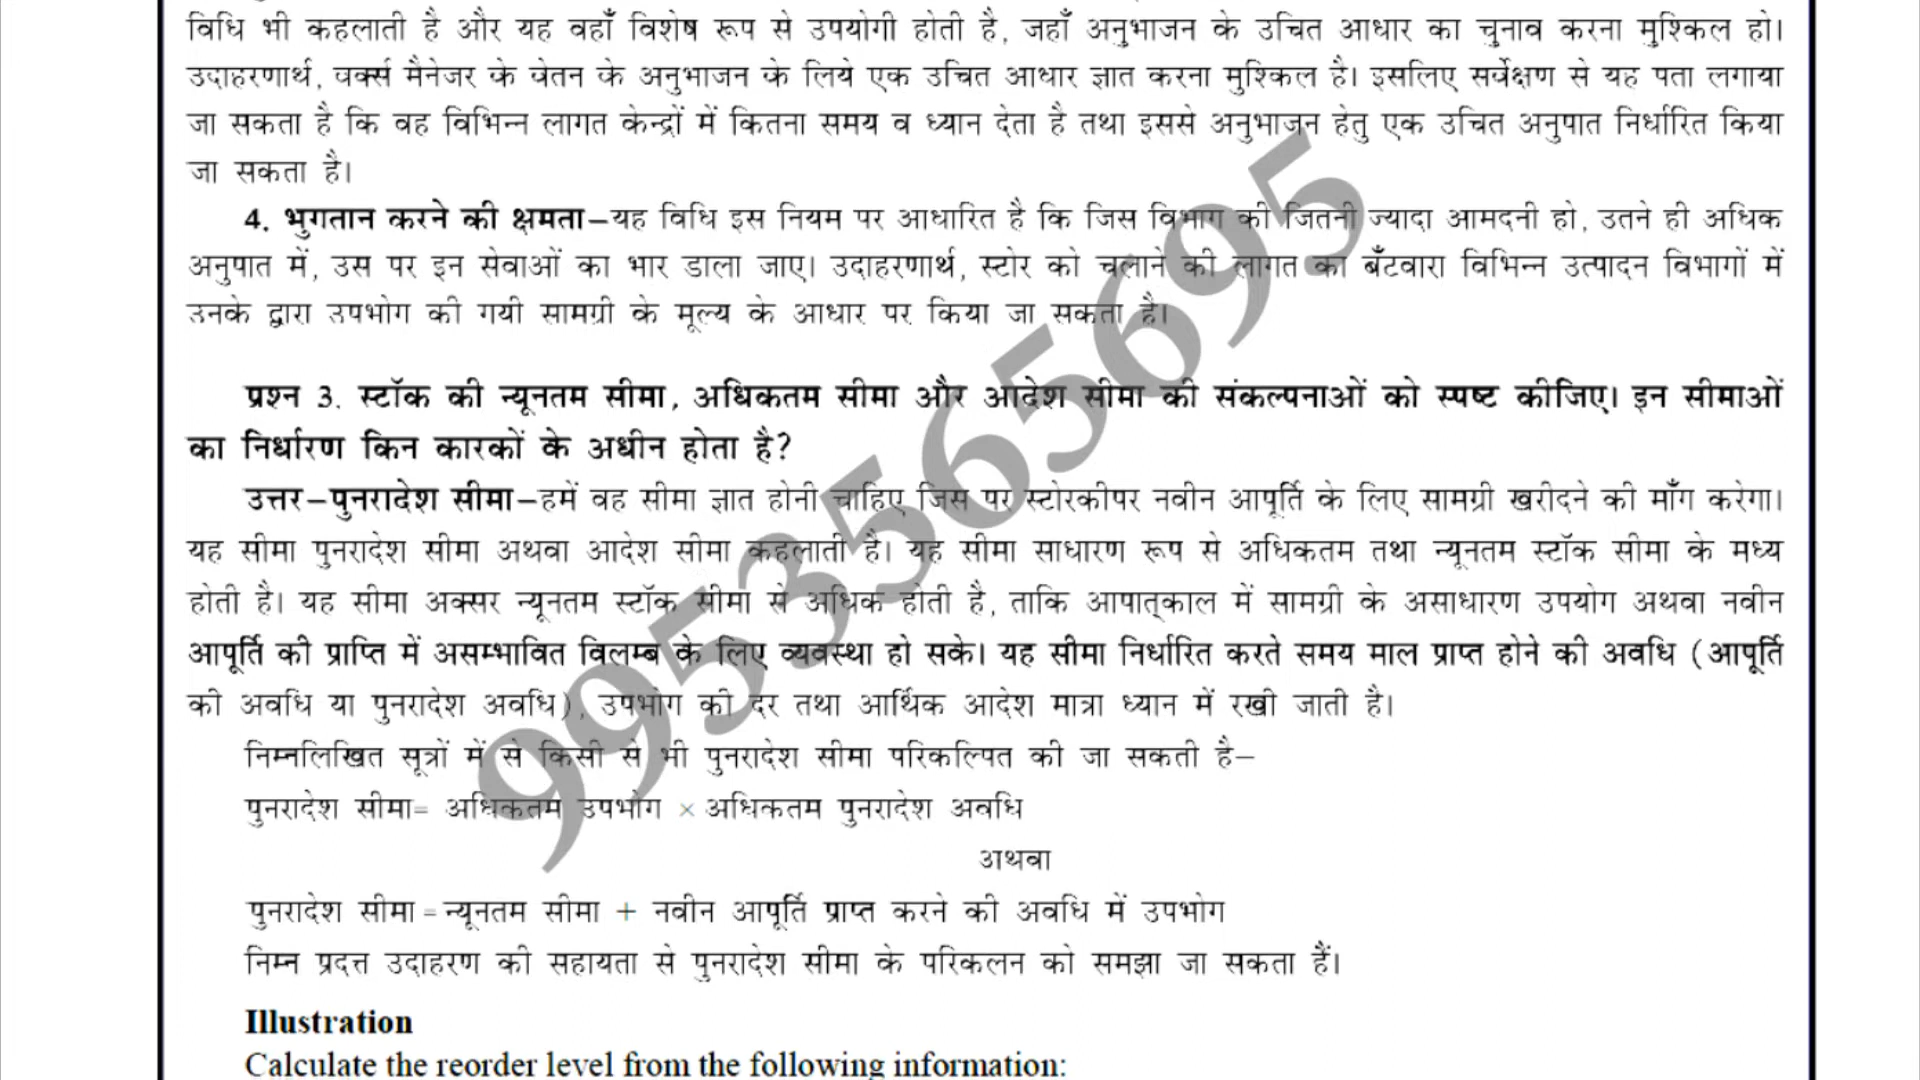 विधि भी कहलाती है और यह वहाँ विशेष रूप से उपयोगी होती है, जहाँ अनुभाजन के उचित आधार का चुनाव करना मुश्किल हो।
उदाहरणार्थ, वर्क्स मैनेजर के वेतन के अनुभाजन के लिये एक उचित आधार ज्ञात करना मुश्किल है। इसलिए सर्वेक्षण से यह पता लगाया
जा सकता है कि वह विभिन्न लागत केन्द्रों में कितना समय व ध्यान देता है तथा इससे अनुभाजन हेतु एक उचित अनुपात निर्धारित किया
जा सकता है।
4. भुगतान करने की क्षमता–यह विधि इस नियम पर आधारित है कि जिस विभाग की जितनी ज्यादा आमदनी हो, उतने ही अधिक
अनुपात में, उस पर इन सेवाओं का भार डाला जाए। उदाहरणार्थ, स्टोर को चलाने की लागत का बँटवारा विभिन्न उत्पादन विभागों में
उनके द्वारा उपभोग की गयी सामग्री के मूल्य के आधार पर किया जा सकता है।
प्रश्न 3. स्टॉक की न्यूनतम सीमा, अधिकतम सीमा और आदेश सीमा की संकल्पनाओं को स्पष्ट कीजिए। इन सीमाओं
का निर्धारण किन कारकों के अधीन होता है?
उत्तर–पुनरादेश सीमा–हमें वह सीमा ज्ञात होनी चाहिए जिस पर स्टोरकीपर नवीन आपूर्ति के लिए सामग्री खरीदने की माँग करेगा।
यह सीमा पुनरादेश सीमा अथवा आदेश सीमा कहलाती है। यह सीमा साधारण रूप से अधिकतम तथा न्यूनतम स्टॉक सीमा के मध्य
होती है। यह सीमा अक्सर न्यूनतम स्टॉक सीमा से अधिक होती है, ताकि आपात्काल में सामग्री के असाधारण उपयोग अथवा नवीन
आपूर्ति की प्राप्ति में असम्भावित विलम्ब के लिए व्यवस्था हो सके। यह सीमा निर्धारित करते समय माल प्राप्त होने की अवधि (आपूर्ति
की अवधि या पुनरादेश अवधि), उपभोग की दर तथा आर्थिक आदेश मात्रा ध्यान में रखी जाती है।
निम्नलिखित सूत्रों में से किसी से भी पुनरादेश सीमा परिकल्पित की जा सकती है–
पुनरादेश सीमा= अधिकतम उपभोग × अधिकतम पुनरादेश अवधि
अथवा
पुनरादेश सीमा = न्यूनतम सीमा + नवीन आपूर्ति प्राप्त करने की अवधि में उपभोग
निम्न प्रदत्त उदाहरण की सहायता से पुनरादेश सीमा के परिकलन को समझा जा सकता हैं।
Illustration
Calculate the reorder level from the following information:
9953565695